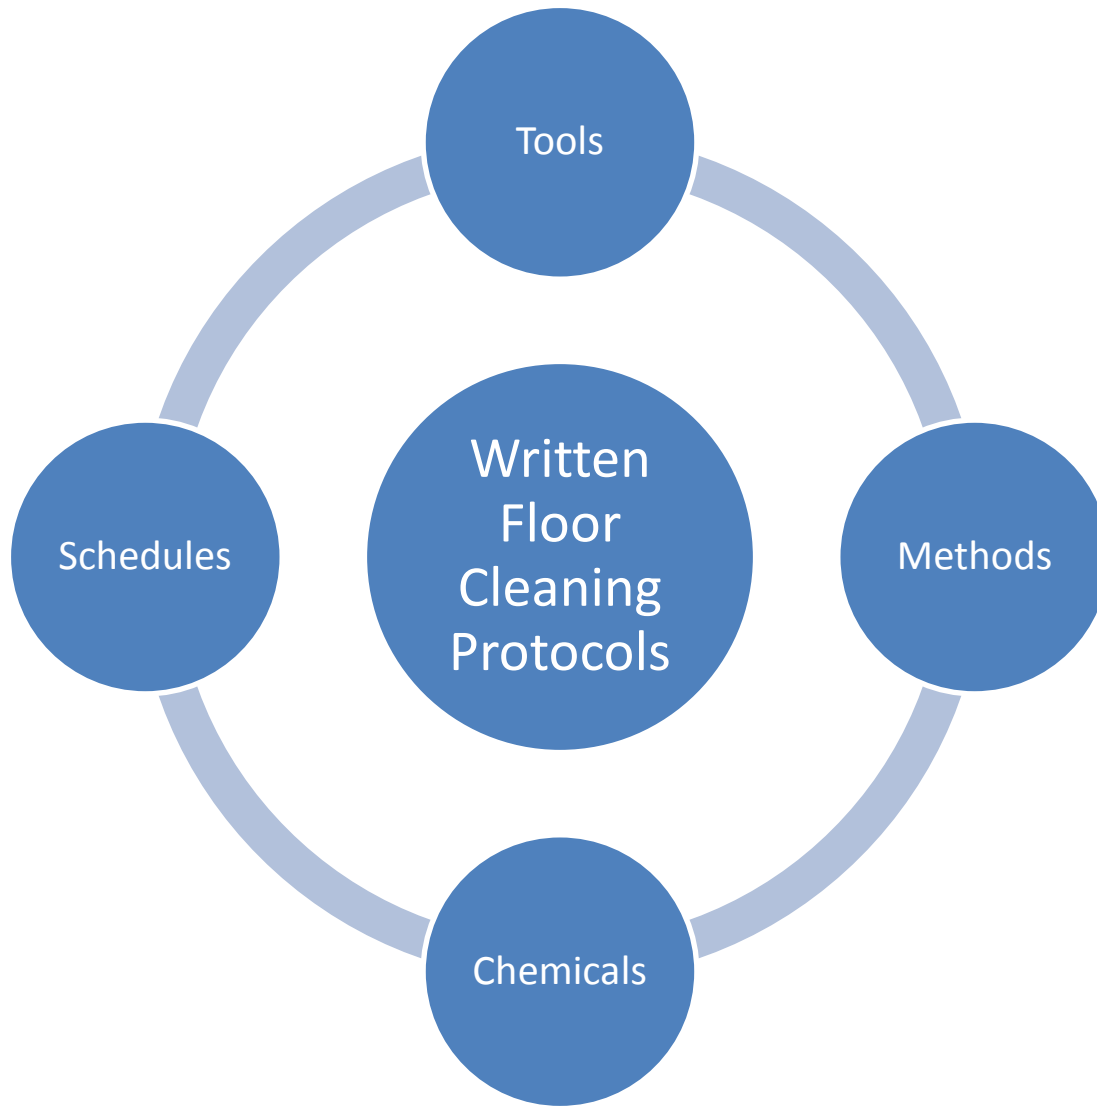 Tools
Written
Floor
Cleaning
Protocols
Schedules
Methods
Chemicals